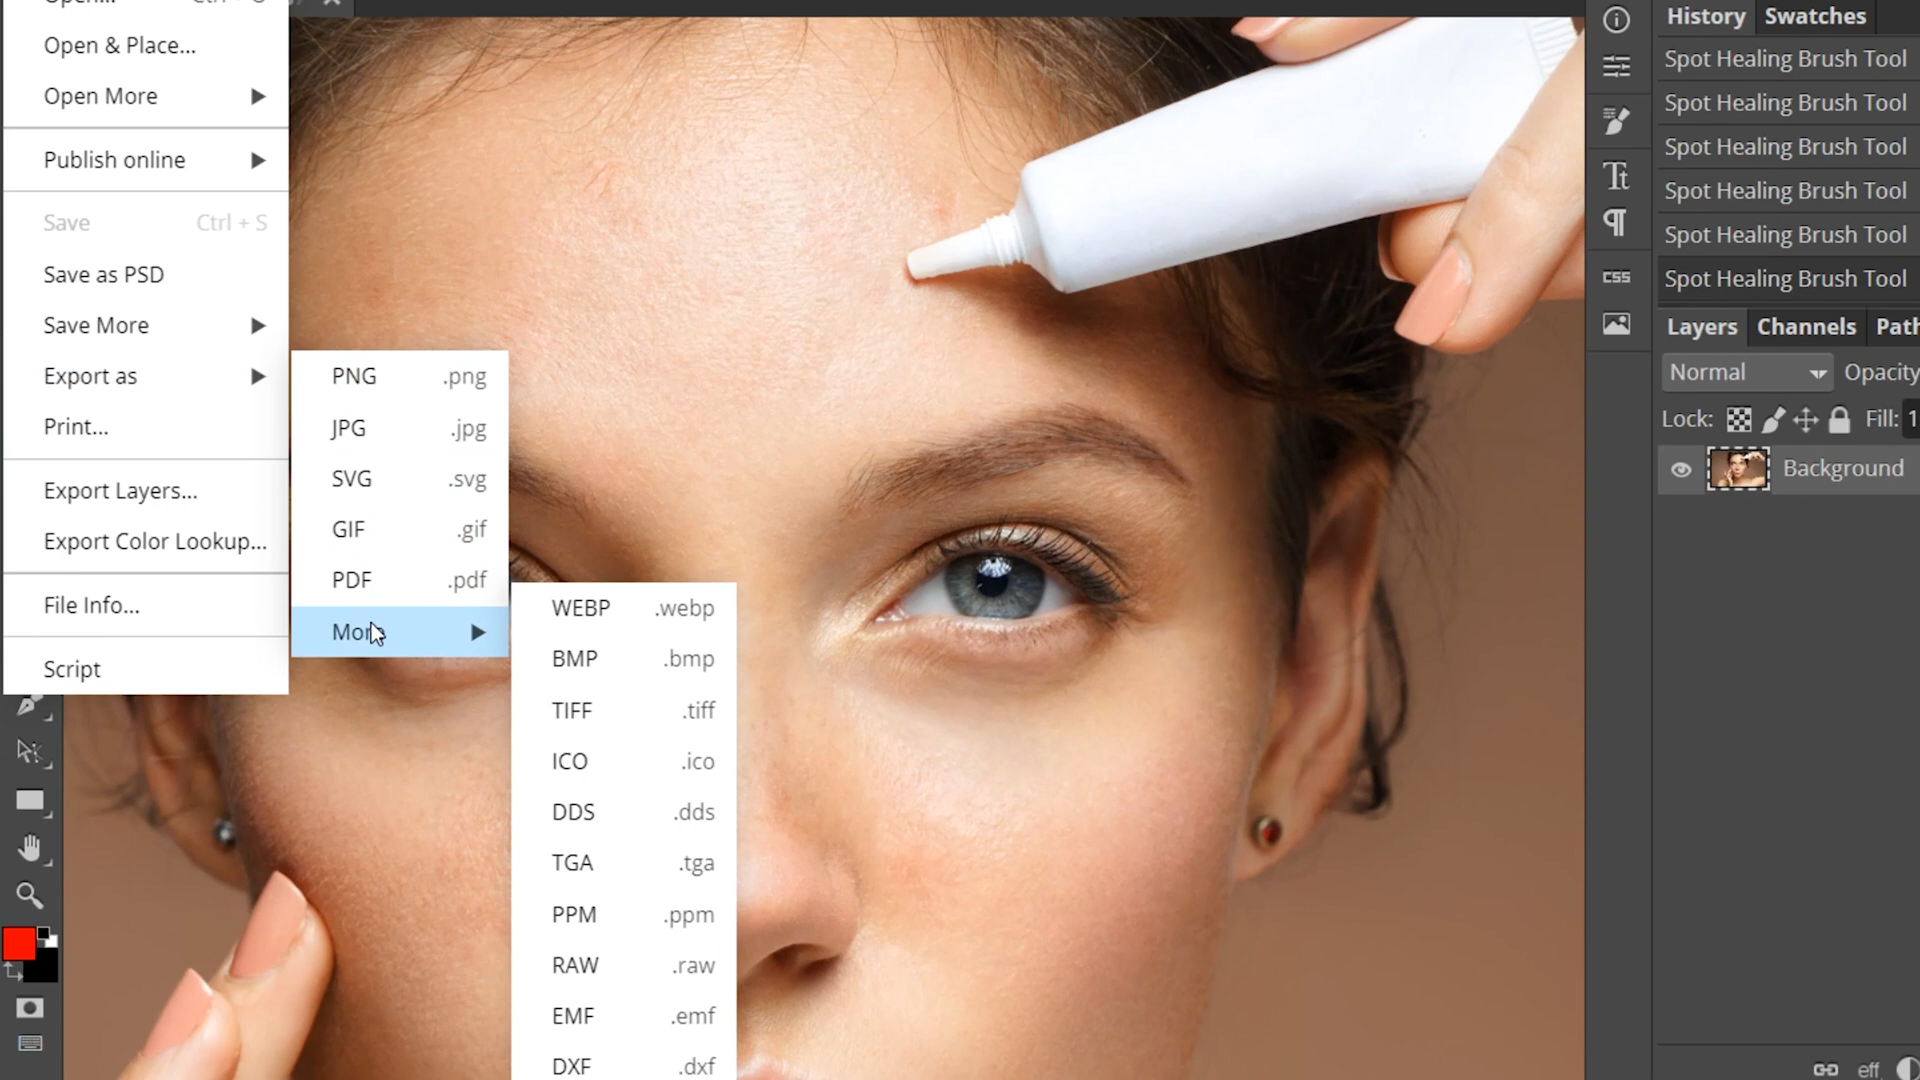 Open... Ctrl + O
Open & Place...
Open More
Publish online
Save Ctrl + S
Save as PSD
Save More
Export as
Print...
Export Layers...
Export Color Lookup...
File Info...
Script
PNG .png
JPG .jpg
SVG .svg
GIF .gif
PDF .pdf
More
WEBP .webp
BMP .bmp
TIFF .tiff
ICO .ico
DDS .dds
TGA .tga
PPM .ppm
RAW .raw
EMF .emf
DXF .dxf
Tt
CSS
History Swatches
Spot Healing Brush Tool
Spot Healing Brush Tool
Spot Healing Brush Tool
Spot Healing Brush Tool
Spot Healing Brush Tool
Spot Healing Brush Tool
Layers Channels Path
Normal Opacity
Lock: Fill: 1
Background
eff